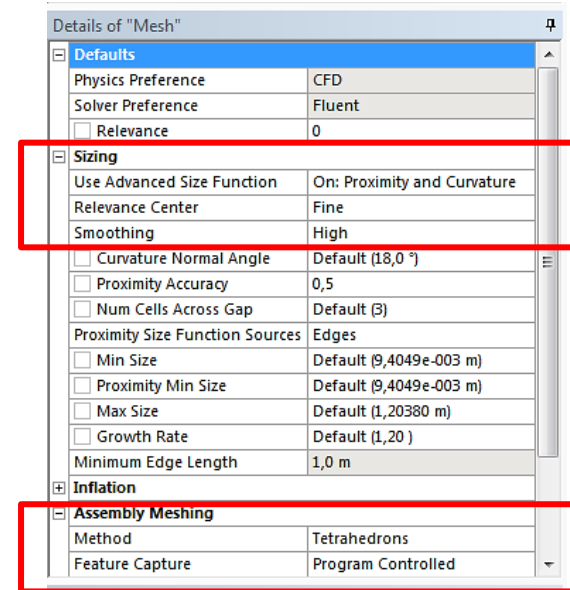 Details of "Mesh"
Defaults
Physics Preference CFD
Solver Preference Fluent
Relevance 0
Sizing
Use Advanced Size Function On: Proximity and Curvature
Relevance Center Fine
Smoothing High
Curvature Normal Angle Default (18,0 °)
Proximity Accuracy 0,5
Num Cells Across Gap Default (3)
Proximity Size Function Sources Edges
Min Size Default (9,4049e-003 m)
Proximity Min Size Default (9,4049e-003 m)
Max Size Default (1,20380 m)
Growth Rate Default (1,20 )
Minimum Edge Length 1,0 m
Inflation
Assembly Meshing
Method Tetrahedrons
Feature Capture Program Controlled